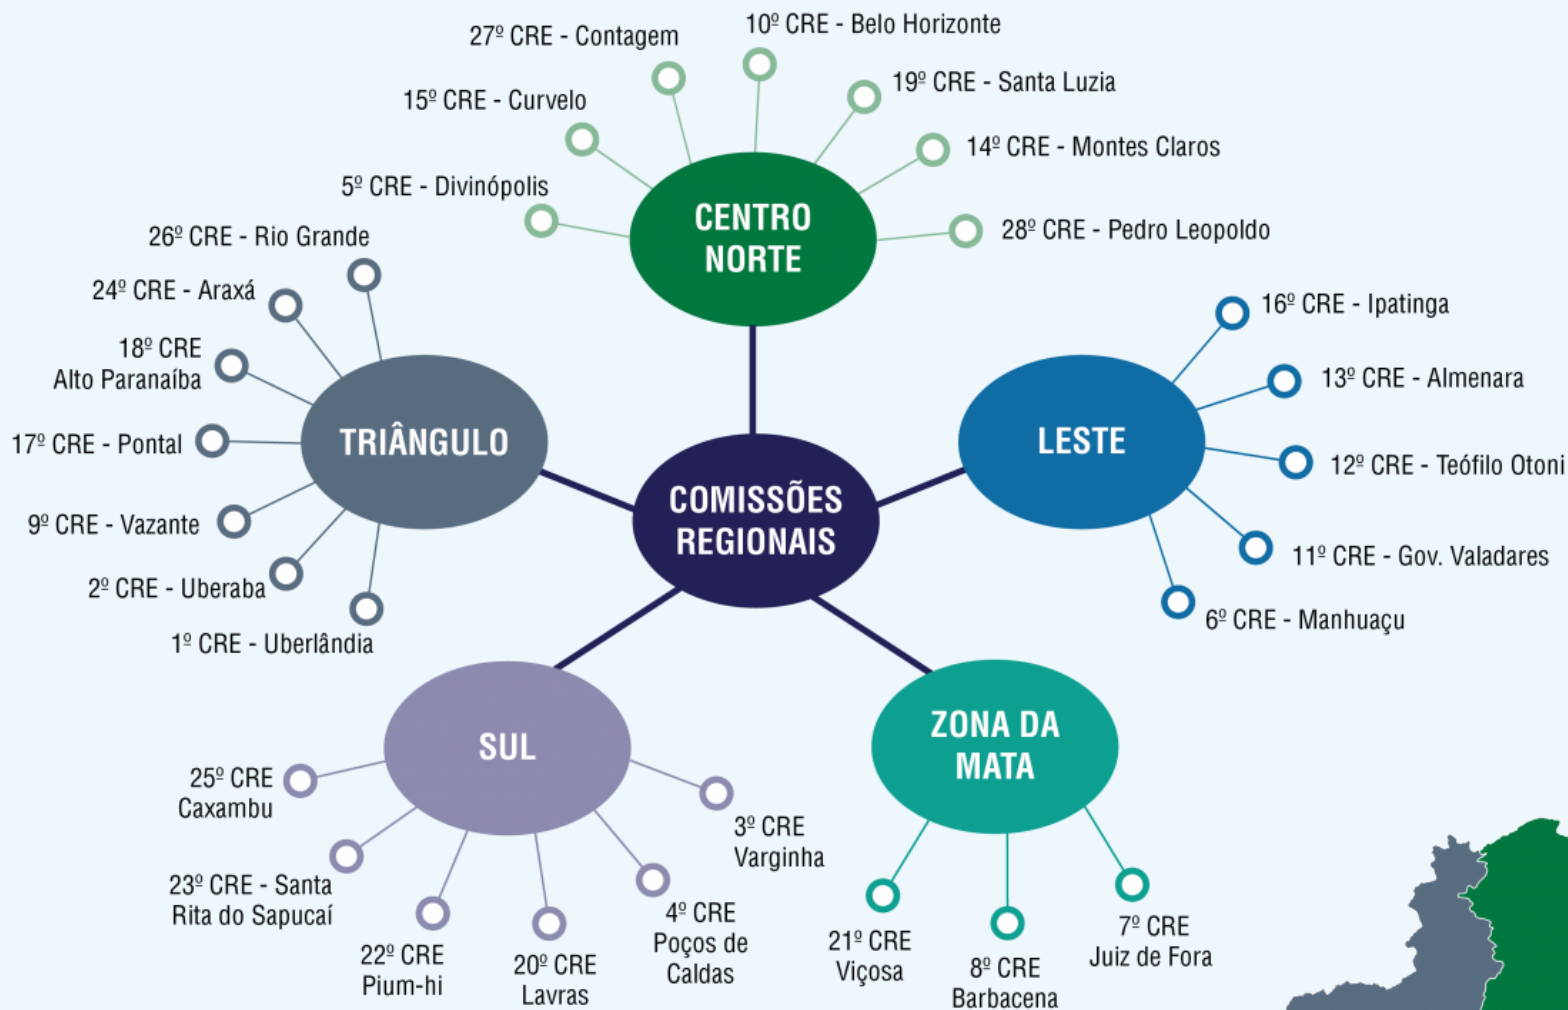 10º CRE - Belo Horizonte
27º CRE - Contagem
19º CRE - Santa Luzia
15º CRE - Curvelo
14º CRE - Montes Claros
5º CRE - Divinópolis
28º CRE - Pedro Leopoldo
CENTRO
NORTE
26º CRE - Rio Grande
24º CRE - Araxá
18º CRE
Alto Paranaíba
17º CRE - Pontal
9º CRE - Vazante
2º CRE - Uberaba
1º CRE - Uberlândia
TRIÂNGULO
COMISSÕES
REGIONAIS
LESTE
16º CRE - Ipatinga
13º CRE - Almenara
12º CRE - Teófilo Otoni
11º CRE - Gov. Valadares
6º CRE - Manhuaçu
SUL
25º CRE
Caxambu
23º CRE - Santa
Rita do Sapucaí
22º CRE
Pium-hi
20º CRE
Lavras
4º CRE
Poços de
Caldas
3º CRE
Varginha
ZONA DA
MATA
21º CRE
Viçosa
8º CRE
Barbacena
7º CRE
Juiz de Fora